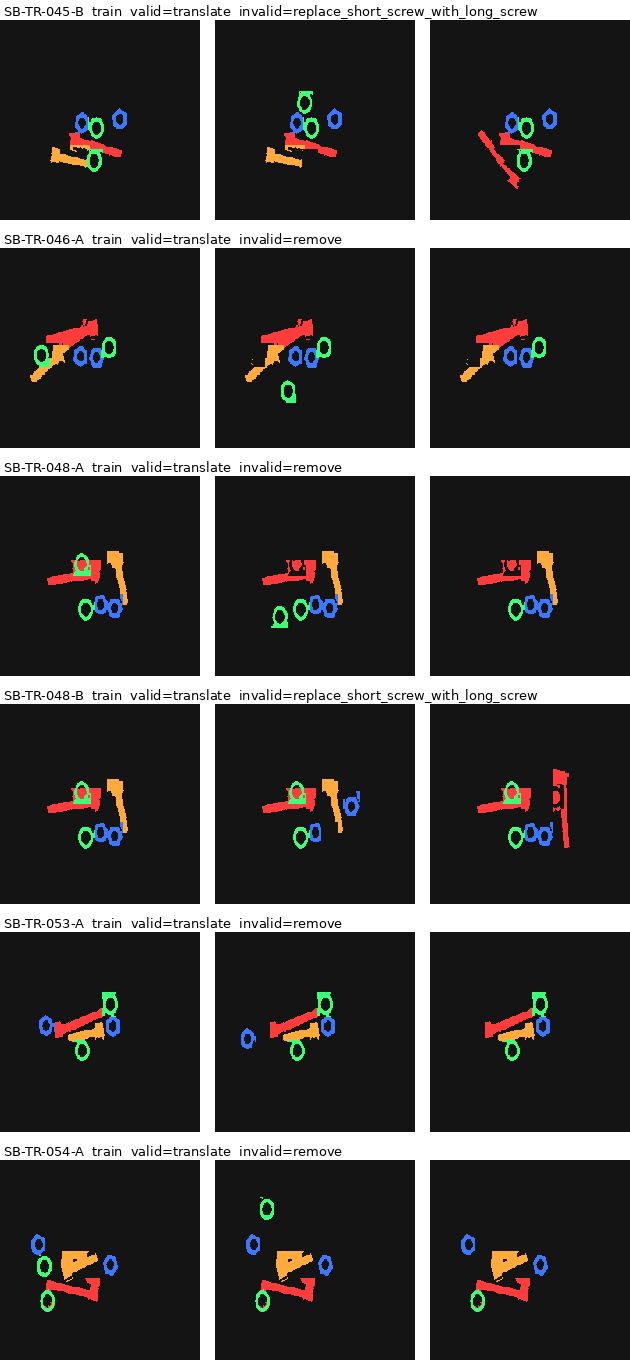 SB-TR-045-B  train  valid=translate  invalid=replace_short_screw_with_long_screw
SB-TR-046-A  train  valid=translate  invalid=remove
SB-TR-048-A  train  valid=translate  invalid=remove
SB-TR-048-B  train  valid=translate  invalid=replace_short_screw_with_long_screw
SB-TR-053-A  train  valid=translate  invalid=remove
SB-TR-054-A  train  valid=translate  invalid=remove